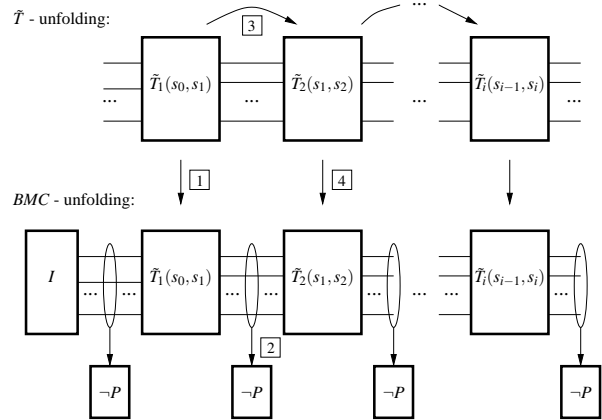 T̃ - unfolding:
...
3
T̃₁(s₀,s₁)
T̃₂(s₁,s₂)
T̃ᵢ(sᵢ₋₁,sᵢ)
... ... ... ... ...
1
4
BMC - unfolding:
I
T̃₁(s₀,s₁)
T̃₂(s₁,s₂)
T̃ᵢ(sᵢ₋₁,sᵢ)
... ... ... ... ... ... ... ...
2
¬P
¬P
¬P
¬P